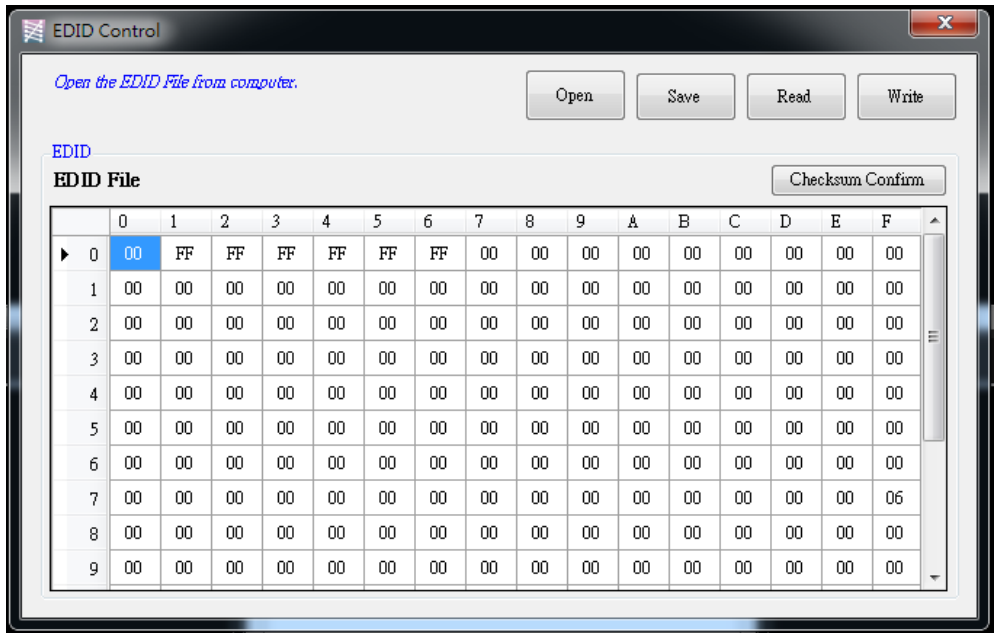 EDID Control
Open the EDID File from computer.
Open Save Read Write
EDID
EDID File
Checksum Confirm
0 1 2 3 4 5 6 7 8 9 A B C D E F
0 00 FF FF FF FF FF FF 00 00 00 00 00 00 00 00 00
1 00 00 00 00 00 00 00 00 00 00 00 00 00 00 00 00
2 00 00 00 00 00 00 00 00 00 00 00 00 00 00 00 00
3 00 00 00 00 00 00 00 00 00 00 00 00 00 00 00 00
4 00 00 00 00 00 00 00 00 00 00 00 00 00 00 00 00
5 00 00 00 00 00 00 00 00 00 00 00 00 00 00 00 00
6 00 00 00 00 00 00 00 00 00 00 00 00 00 00 00 00
7 00 00 00 00 00 00 00 00 00 00 00 00 00 00 00 06
8 00 00 00 00 00 00 00 00 00 00 00 00 00 00 00 00
9 00 00 00 00 00 00 00 00 00 00 00 00 00 00 00 00